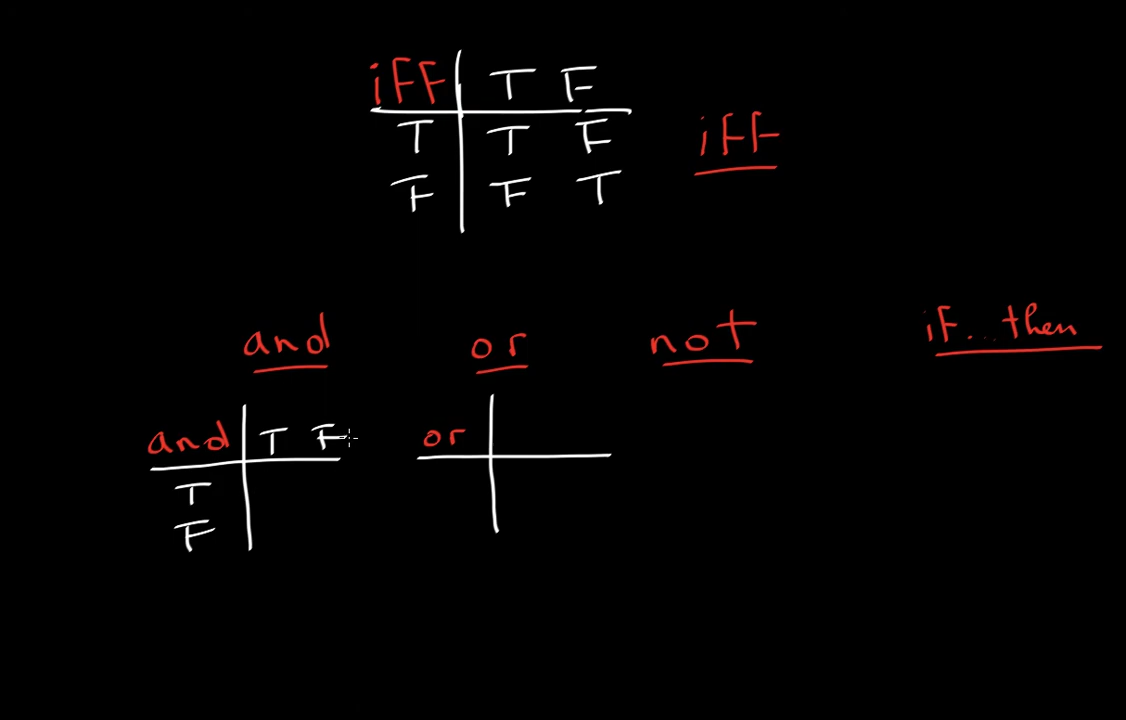 iFF T F
T T F iFF
F F T
and or not if...then
and T F or
T
F